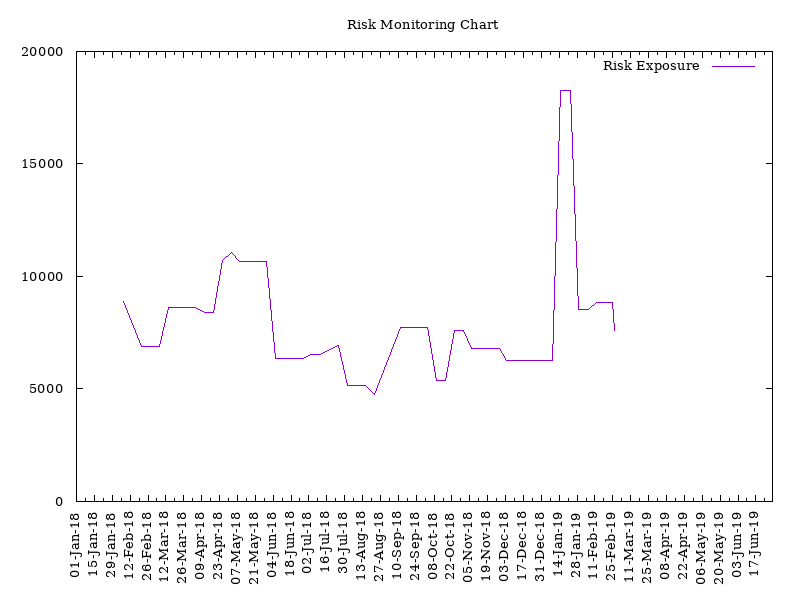 Risk Monitoring Chart
Risk Exposure
20000
15000
10000
5000
0
01-Jan-18
15-Jan-18
29-Jan-18
12-Feb-18
26-Feb-18
12-Mar-18
26-Mar-18
09-Apr-18
23-Apr-18
07-May-18
21-May-18
04-Jun-18
18-Jun-18
02-Jul-18
16-Jul-18
30-Jul-18
13-Aug-18
27-Aug-18
10-Sep-18
24-Sep-18
08-Oct-18
22-Oct-18
05-Nov-18
19-Nov-18
03-Dec-18
17-Dec-18
31-Dec-18
14-Jan-19
28-Jan-19
11-Feb-19
25-Feb-19
11-Mar-19
25-Mar-19
08-Apr-19
22-Apr-19
06-May-19
20-May-19
03-Jun-19
17-Jun-19